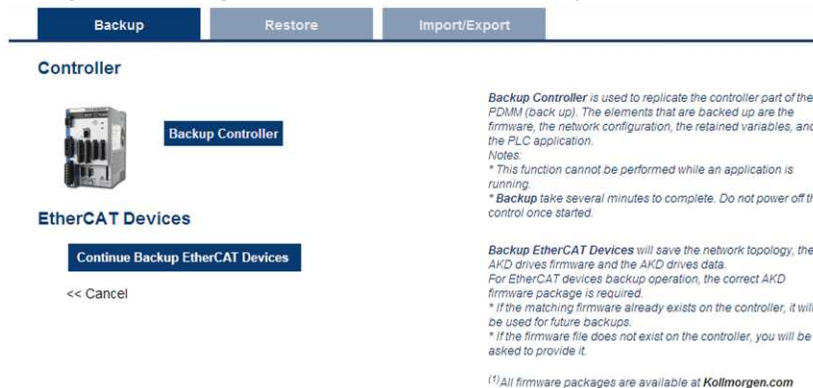 Backup
Restore
Import/Export
Controller
Backup Controller
Backup Controller is used to replicate the controller part of the
PDMM (back up). The elements that are backed up are the
firmware, the network configuration, the retained variables, and
the PLC application.
Notes:
* This function cannot be performed while an application is
running.
* Backup take several minutes to complete. Do not power off th
control once started.
EtherCAT Devices
Continue Backup EtherCAT Devices
<< Cancel
Backup EtherCAT Devices will save the network topology, the
AKD drives firmware and the AKD drives data.
For EtherCAT devices backup operation, the correct AKD
firmware package is required.
* If the matching firmware already exists on the controller, it will
be used for future backups.
* If the firmware file does not exist on the controller, you will be
asked to provide it.
(1)All firmware packages are available at Kollmorgen.com